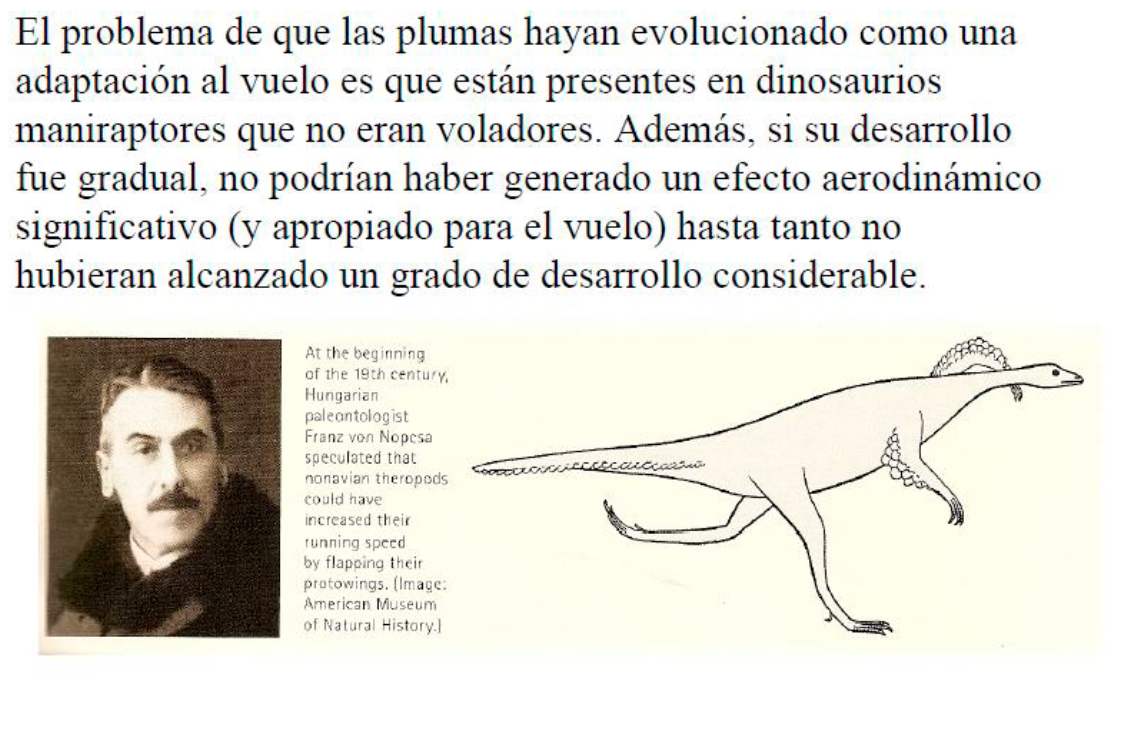 El problema de que las plumas hayan evolucionado como una
adaptación al vuelo es que están presentes en dinosaurios
maniraptores que no eran voladores. Además, si su desarrollo
fue gradual, no podrían haber generado un efecto aerodinámico
significativo (y apropiado para el vuelo) hasta tanto no
hubieran alcanzado un grado de desarrollo considerable.
At the beginning
of the 19th century,
Hungarian
paleontologist
Franz von Nopcsa
speculated that
nonavian theropods
could have
increased their
running speed
by flapping their
protowings. (Image:
American Museum
of Natural History.)